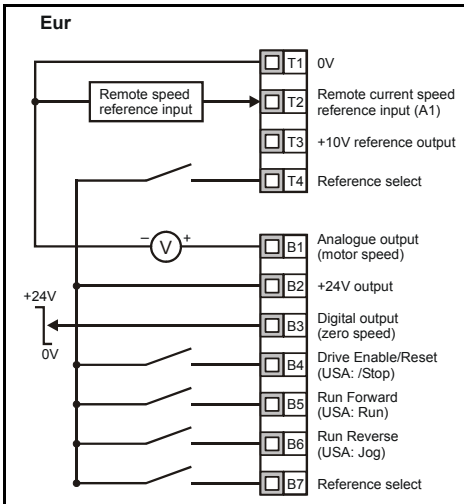 Eur
T1 0V
Remote speed
reference input
T2 Remote current speed
reference input (A1)
T3 +10V reference output
T4 Reference select
– V +
B1 Analogue output
(motor speed)
B2 +24V output
+24V
0V
B3 Digital output
(zero speed)
B4 Drive Enable/Reset
(USA: /Stop)
B5 Run Forward
(USA: Run)
B6 Run Reverse
(USA: Jog)
B7 Reference select